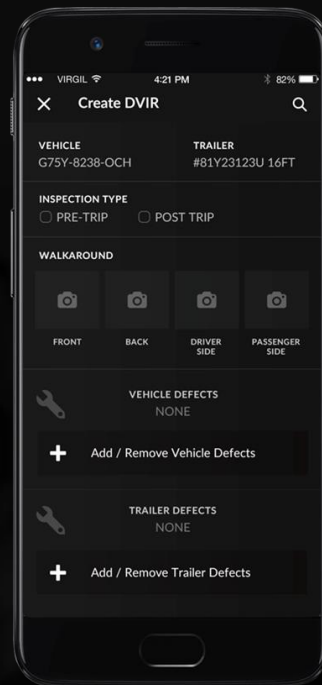 VIRGIL 4:21 PM 82%
Create DVIR
VEHICLE TRAILER
G75Y-8238-OCH #81Y23123U 16FT
INSPECTION TYPE
PRE-TRIP POST TRIP
WALKAROUND
FRONT BACK DRIVER SIDE PASSENGER SIDE
VEHICLE DEFECTS
NONE
Add / Remove Vehicle Defects
TRAILER DEFECTS
NONE
Add / Remove Trailer Defects